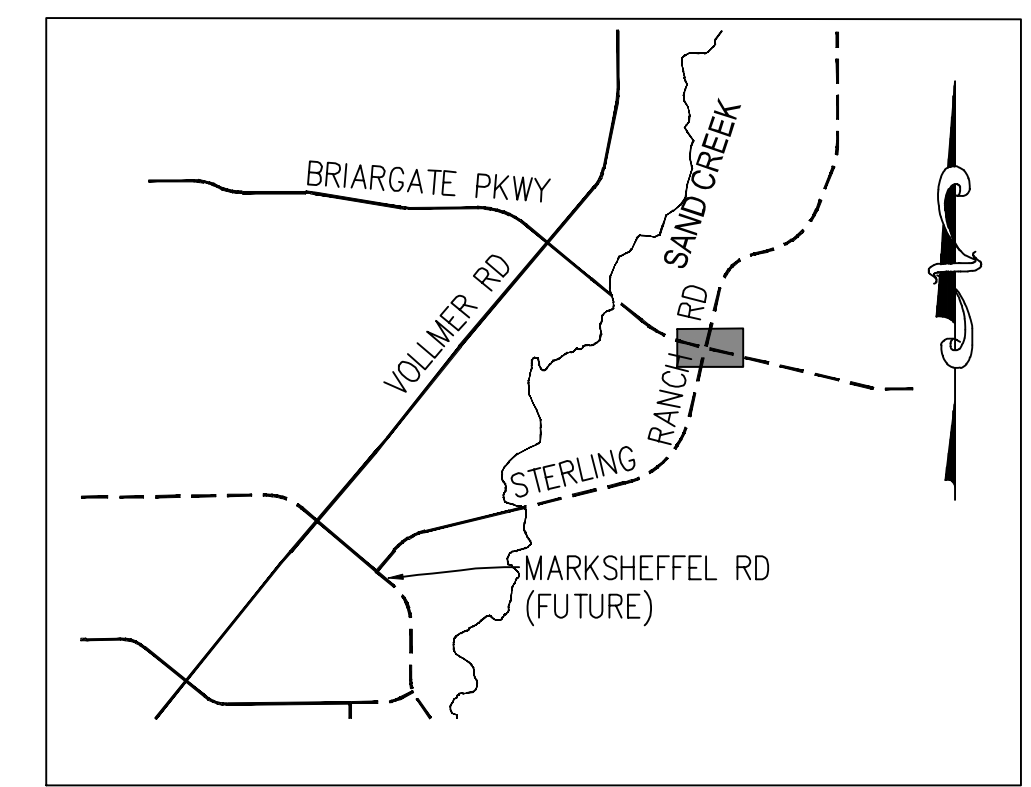 BRIARGATE PKWY
SAND CREEK
VOLLMER RD
STERLING RANCH RD
MARKSHEFFEL RD
(FUTURE)